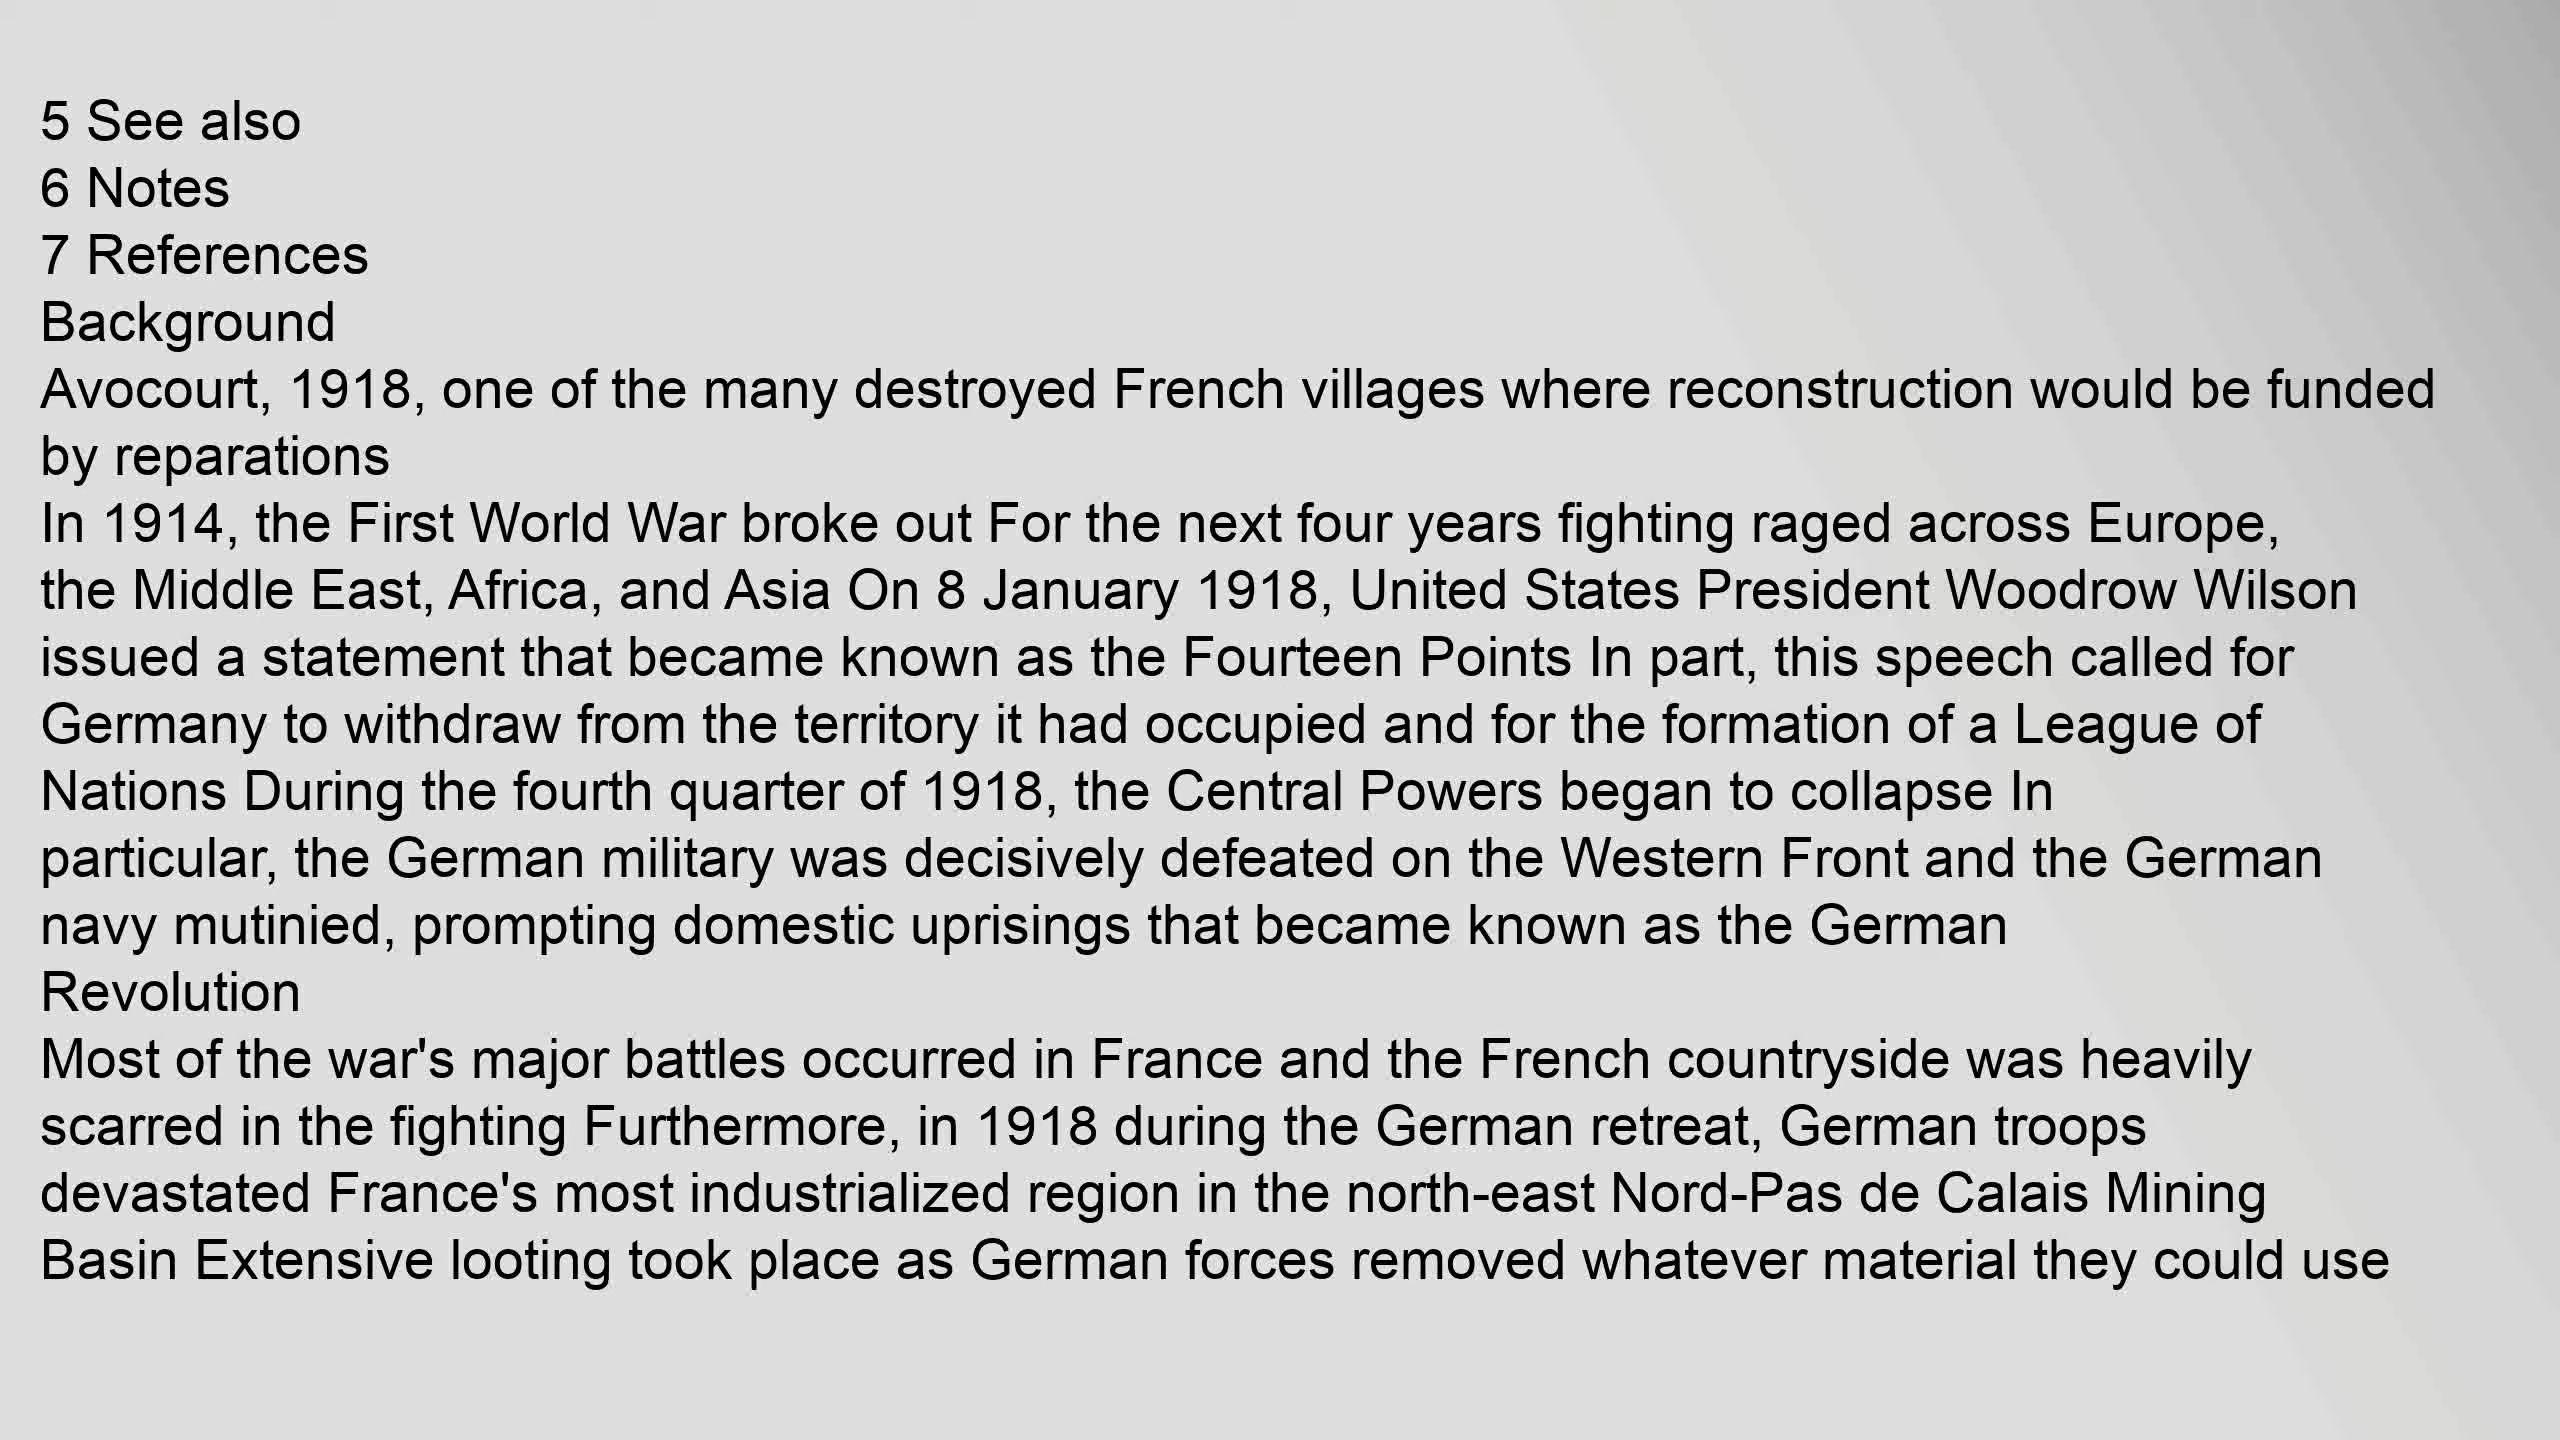 5 See also
6 Notes
7 References
Background
Avocourt, 1918, one of the many destroyed French villages where reconstruction would be funded
by reparations
In 1914, the First World War broke out For the next four years fighting raged across Europe,
the Middle East, Africa, and Asia On 8 January 1918, United States President Woodrow Wilson
issued a statement that became known as the Fourteen Points In part, this speech called for
Germany to withdraw from the territory it had occupied and for the formation of a League of
Nations During the fourth quarter of 1918, the Central Powers began to collapse In
particular, the German military was decisively defeated on the Western Front and the German
navy mutinied, prompting domestic uprisings that became known as the German
Revolution
Most of the war's major battles occurred in France and the French countryside was heavily
scarred in the fighting Furthermore, in 1918 during the German retreat, German troops
devastated France's most industrialized region in the north-east Nord-Pas de Calais Mining
Basin Extensive looting took place as German forces removed whatever material they could use